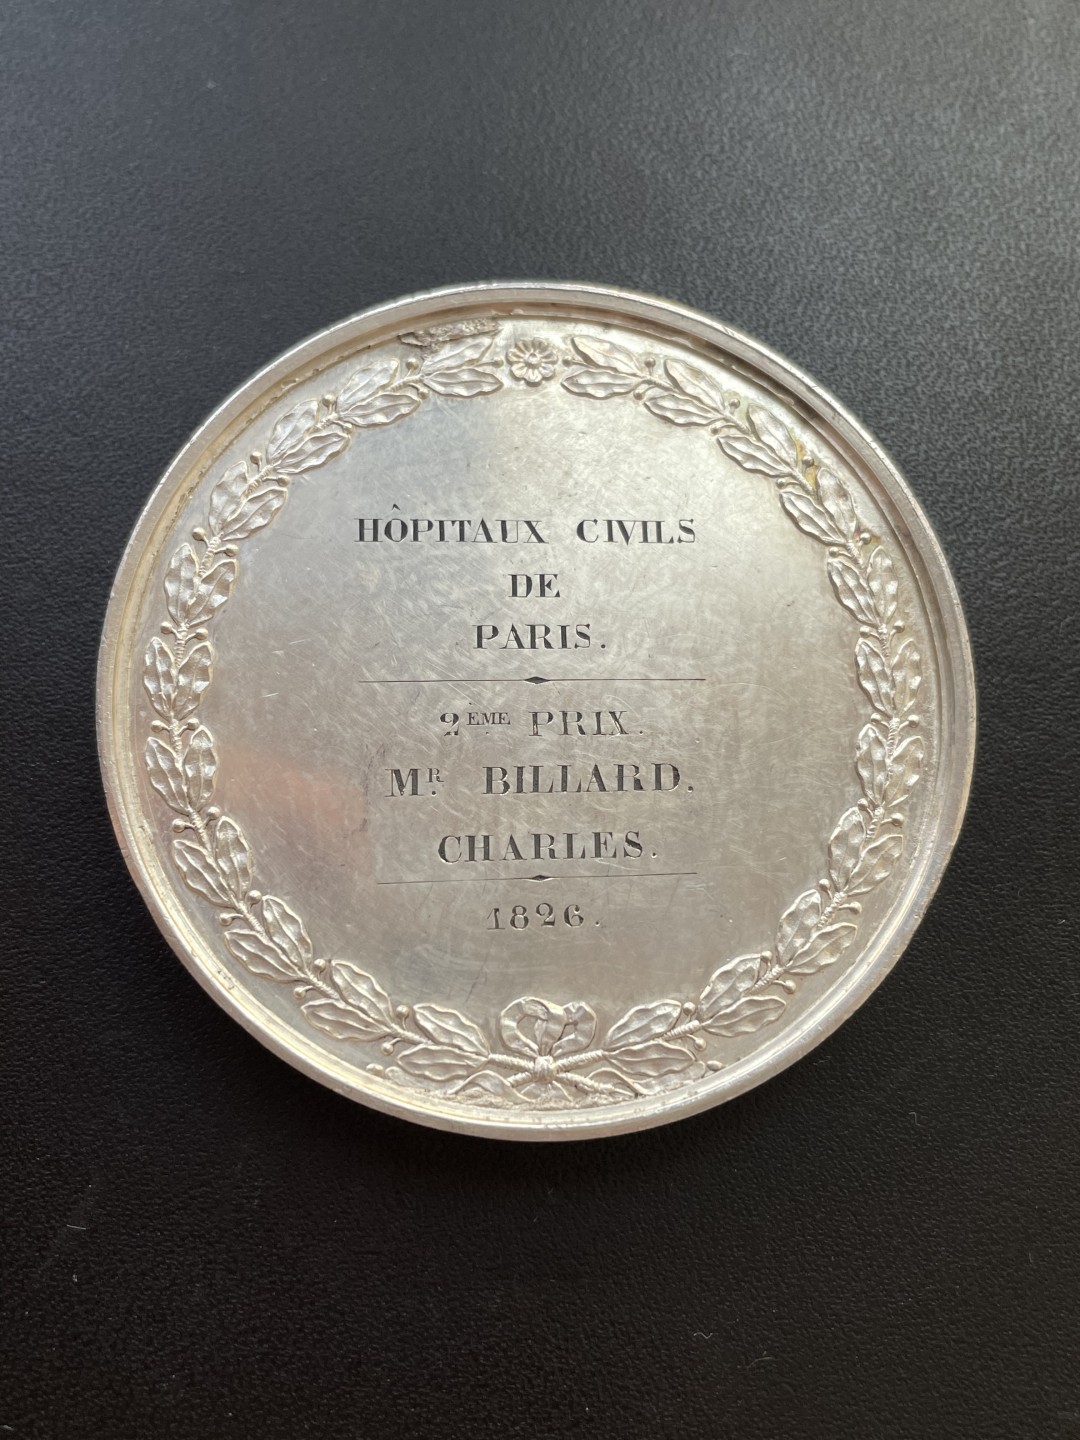 HÔPITAUX CIVILS
DE
PARIS.
2ÈME PRIX.
MR. BILLARD.
CHARLES.
1826.